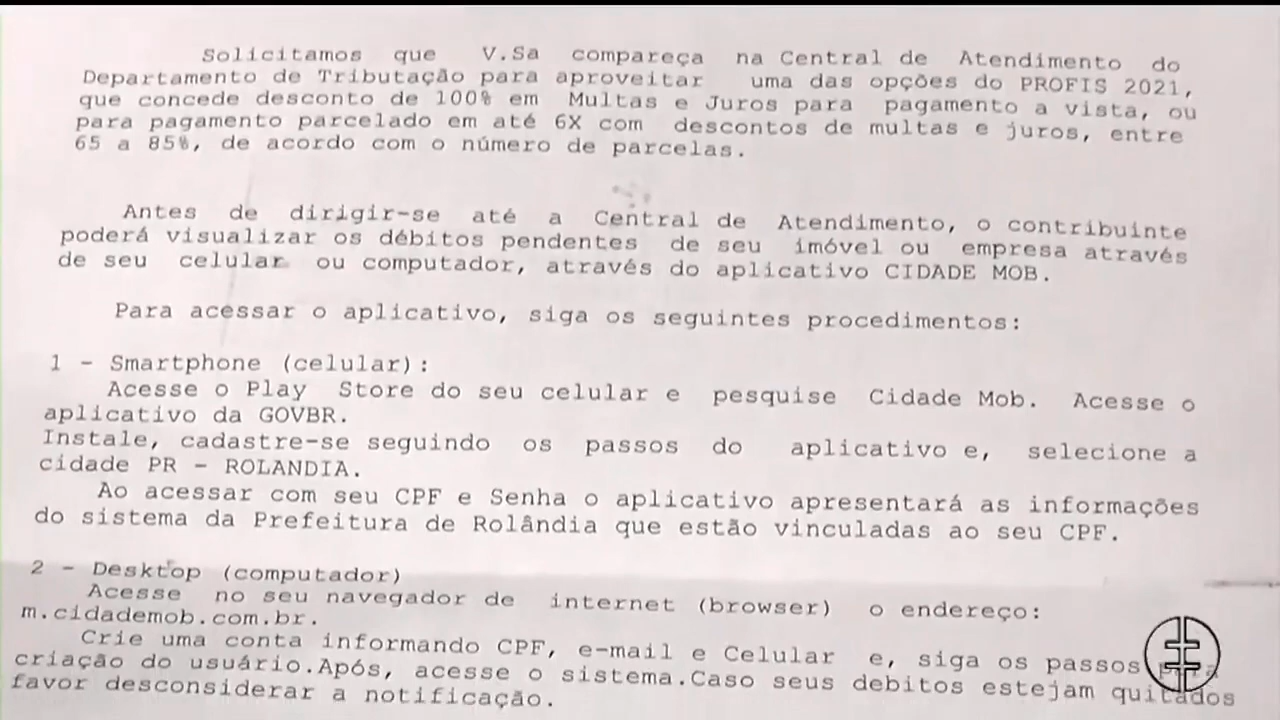 Solicitamos que V.Sa compareça na Central de Atendimento do
Departamento de Tributação para aproveitar uma das opções do PROFIS 2021,
que concede desconto de 100% em Multas e Juros para pagamento a vista, ou
para pagamento parcelado em até 6X com descontos de multas e juros, entre
65 a 85%, de acordo com o número de parcelas.
Antes de dirigir-se até a Central de Atendimento, o contribuinte
poderá visualizar os débitos pendentes de seu imóvel ou empresa através
de seu celular ou computador, através do aplicativo CIDADE MOB.
Para acessar o aplicativo, siga os seguintes procedimentos:
1 - Smartphone (celular):
Acesse o Play Store do seu celular e pesquise Cidade Mob. Acesse o
aplicativo da GOVBR.
Instale, cadastre-se seguindo os passos do aplicativo e, selecione a
cidade PR - ROLANDIA.
Ao acessar com seu CPF e Senha o aplicativo apresentará as informações
do sistema da Prefeitura de Rolândia que estão vinculadas ao seu CPF.
2 - Desktop (computador)
Acesse no seu navegador de internet (browser) o endereço:
m.cidademob.com.br.
Crie uma conta informando CPF, e-mail e Celular e, siga os passos para
criação do usuário.Após, acesse o sistema.Caso seus debitos estejam quitados
favor desconsiderar a notificação.